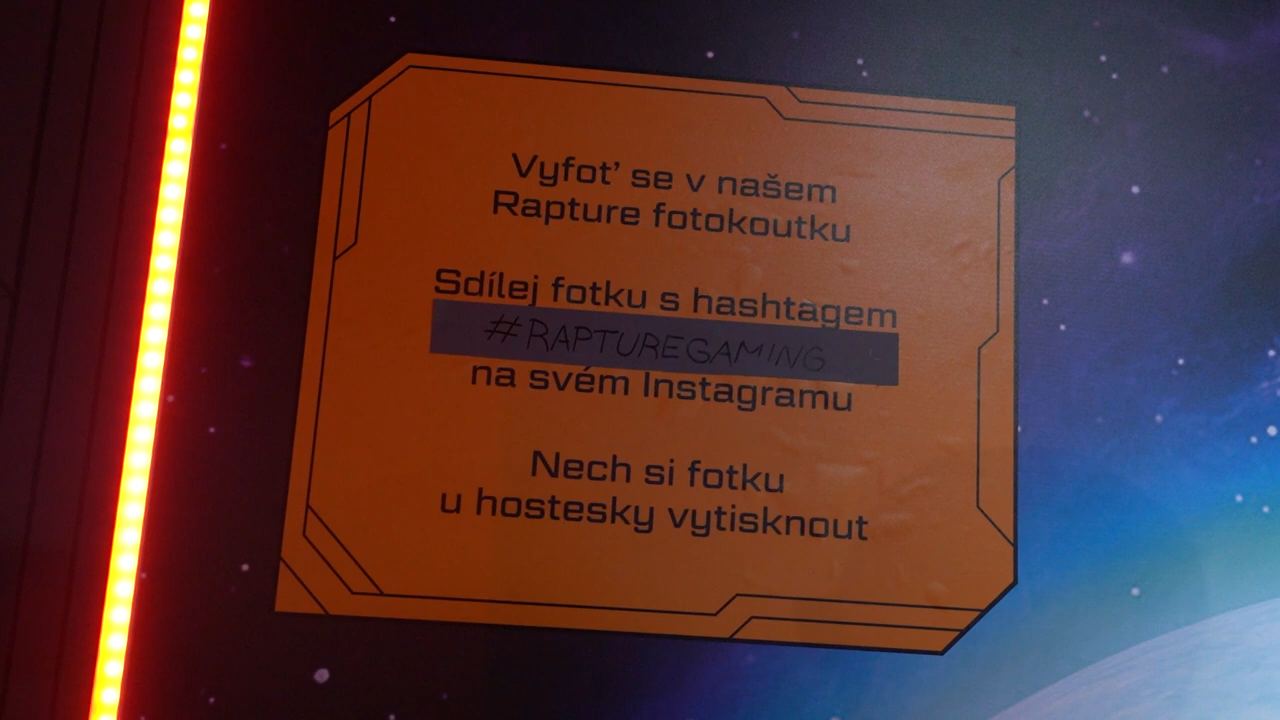 Vyfoť se v našem
Rapture fotokoutku
Sdílej fotku s hashtagem
#RAPTUREGAMING
na svém Instagramu
Nech si fotku
u hostesky vytisknout